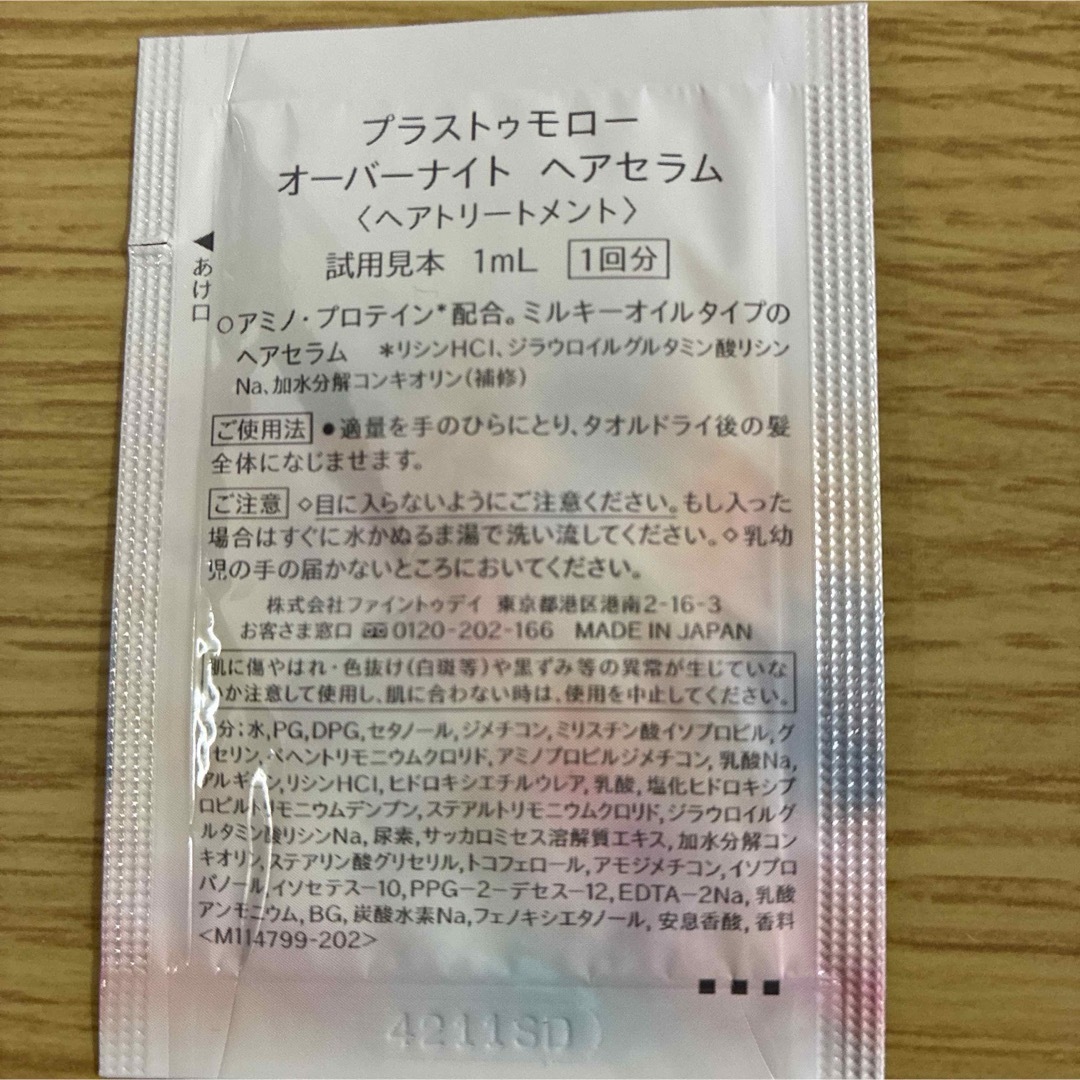 プラストゥモロー
オーバーナイト ヘアセラム
〈ヘアトリートメント〉
試用見本 1mL 1回分
あけ口
○アミノ・プロテイン*配合。ミルキーオイルタイプの
ヘアセラム *リシンHCl、ジラウロイルグルタミン酸リシン
Na、加水分解コンキオリン(補修)
ご使用法 ●適量を手のひらにとり、タオルドライ後の髪
全体になじませます。
ご注意 ◇目に入らないようにご注意ください。もし入った
場合はすぐに水かぬるま湯で洗い流してください。◇乳幼
児の手の届かないところにおいてください。
株式会社ファイントゥデイ 東京都港区港南2-16-3
お客さま窓口 0120-202-166 MADE IN JAPAN
肌に傷やはれ・色抜け(白斑等)や黒ずみ等の異常が生じていな
か注意して使用し、肌に合わない時は、使用を中止してください。
分:水,PG,DPG,セタノール,ジメチコン,ミリスチン酸イソプロピル,グ
セリン,ベヘントリモニウムクロリド,アミノプロピルジメチコン,乳酸Na,
アルギニン,リシンHCl,ヒドロキシエチルウレア,乳酸,塩化ヒドロキシプ
ロピルトリモニウムデンプン,ステアルトリモニウムクロリド,ジラウロイルグ
ルタミン酸リシンNa,尿素,サッカロミセス溶解質エキス,加水分解コン
キオリン,ステアリン酸グリセリル,トコフェロール,アモジメチコン,イソプロ
パノール,イソセテス-10,PPG-2-デセス-12,EDTA-2Na,乳酸
アンモニウム,BG,炭酸水素Na,フェノキシエタノール,安息香酸,香料
<M114799-202>
4211SD